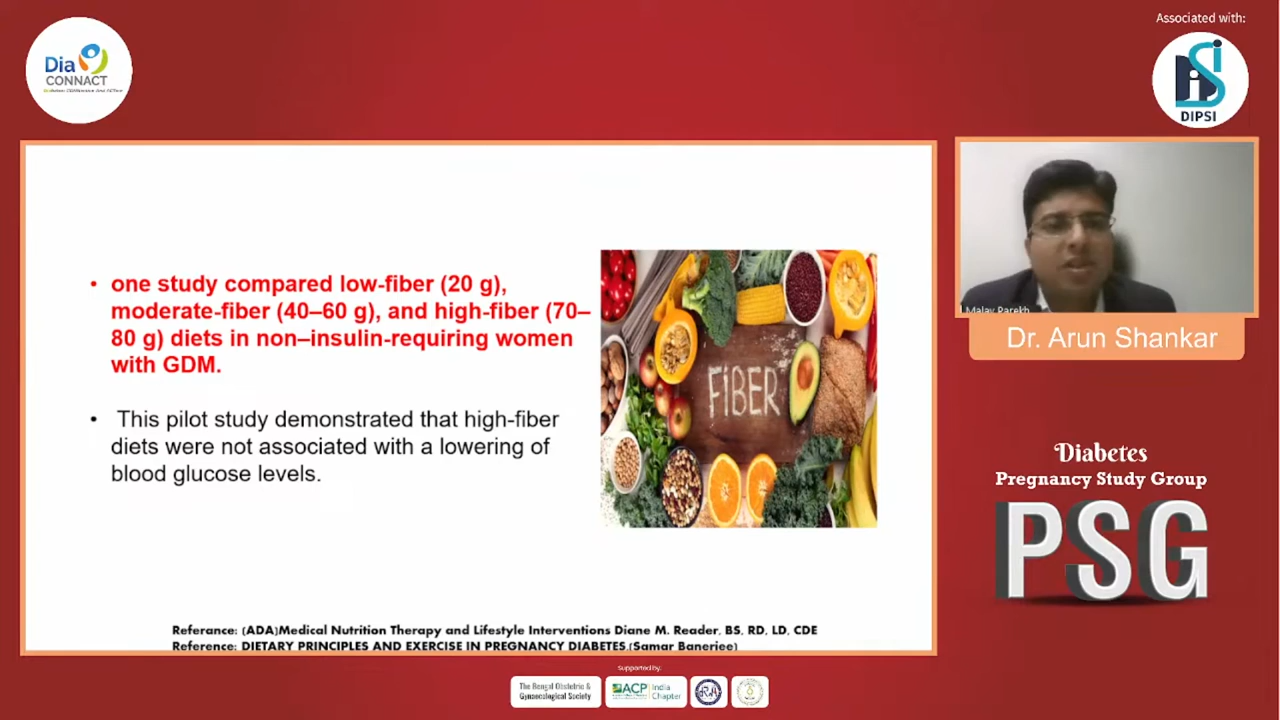 Dia
CONNACT
Associated with:
DIPSI
• one study compared low-fiber (20 g),
moderate-fiber (40–60 g), and high-fiber (70–
80 g) diets in non–insulin-requiring women
with GDM.
• This pilot study demonstrated that high-fiber
diets were not associated with a lowering of
blood glucose levels.
FiBER
Referance: (ADA)Medical Nutrition Therapy and Lifestyle Interventions Diane M. Reader, BS, RD, LD, CDE
Reference: DIETARY PRINCIPLES AND EXERCISE IN PREGNANCY DIABETES.(Samar Banerjee)
Malay Parekh
Dr. Arun Shankar
Diabetes
Pregnancy Study Group
PSG
supported by:
The Bengal Obstetric &
Gynaecological Society
ACP India
Chapter